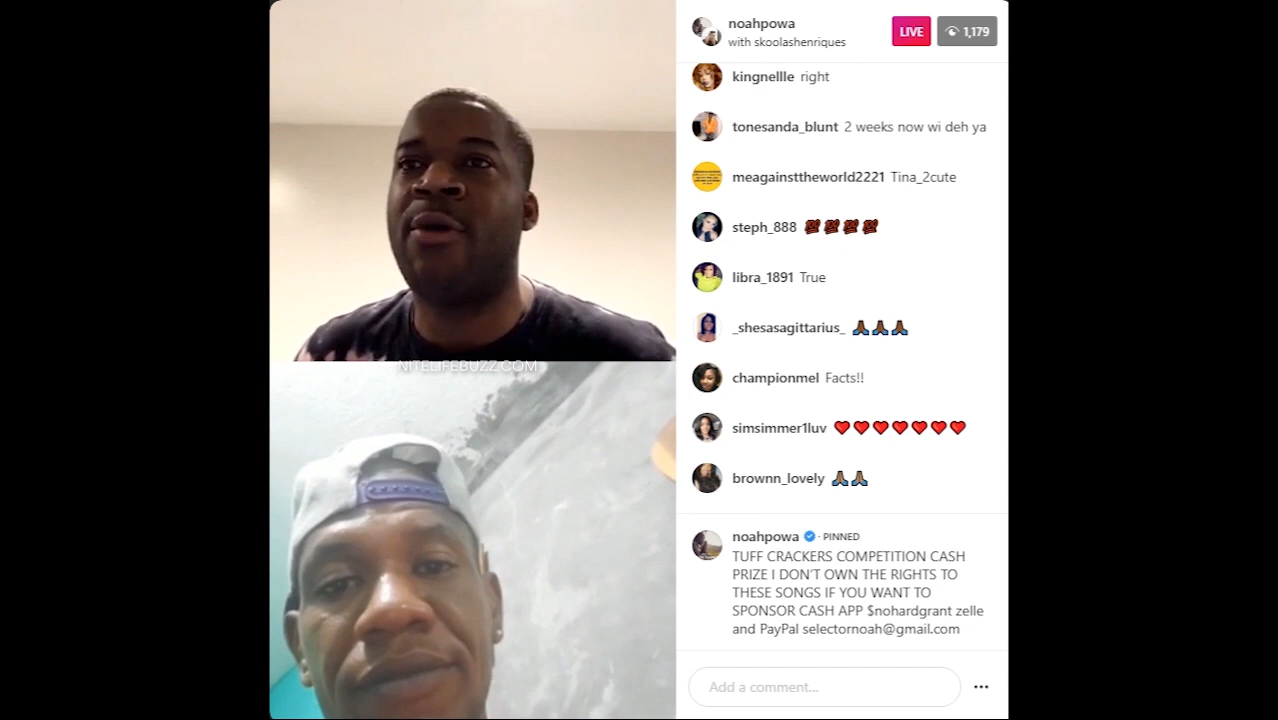 noahpowa
with skoolashenriques
LIVE
1,179
kingnellle right
tonesanda_blunt 2 weeks now wi deh ya
meagainsttheworld2221 Tina_2cute
steph_888 💯💯💯💯
libra_1891 True
_shesasagittarius_ 🙏🏾🙏🏾🙏🏾
championmel Facts!!
simsimmer1luv ❤️❤️❤️❤️❤️❤️❤️
brownn_lovely 🙏🏽🙏🏽
noahpowa · PINNED
TUFF CRACKERS COMPETITION CASH
PRIZE I DON'T OWN THE RIGHTS TO
THESE SONGS IF YOU WANT TO
SPONSOR CASH APP $nohardgrant zelle
and PayPal selectornoah@gmail.com
Add a comment...
NITELIFEBUZZ.COM